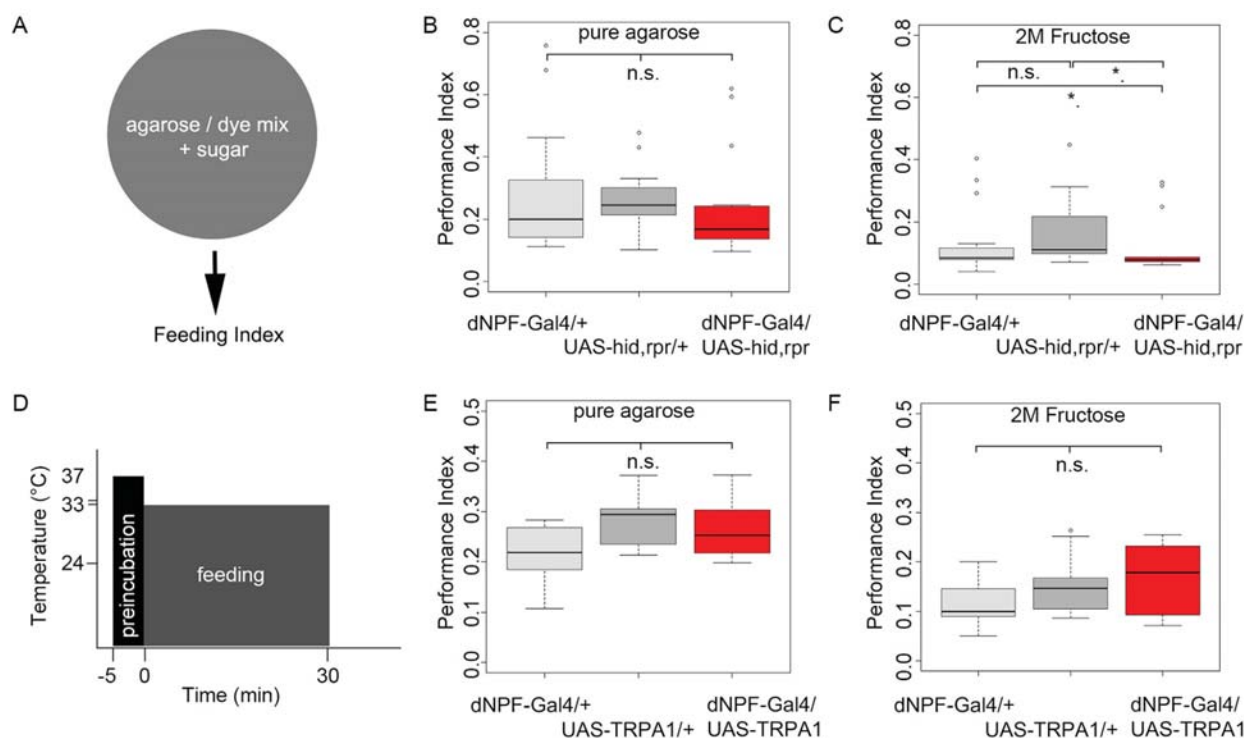 A
agarose / dye mix
+ sugar
Feeding Index
B
pure agarose
n.s.
Performance Index
0.0
0.2
0.4
0.6
0.8
dNPF-Gal4/+
UAS-hid,rpr/+
dNPF-Gal4/
UAS-hid,rpr
C
2M Fructose
n.s.
*
*
Performance Index
0.0
0.2
0.4
0.6
0.8
dNPF-Gal4/+
UAS-hid,rpr/+
dNPF-Gal4/
UAS-hid,rpr
D
Temperature (°C)
37
33
24
preincubation
feeding
-5
0
30
Time (min)
E
pure agarose
n.s.
Performance Index
0.0
0.1
0.2
0.3
0.4
0.5
dNPF-Gal4/+
UAS-TRPA1/+
dNPF-Gal4/
UAS-TRPA1
F
2M Fructose
n.s.
Performance Index
0.0
0.1
0.2
0.3
0.4
0.5
dNPF-Gal4/+
UAS-TRPA1/+
dNPF-Gal4/
UAS-TRPA1